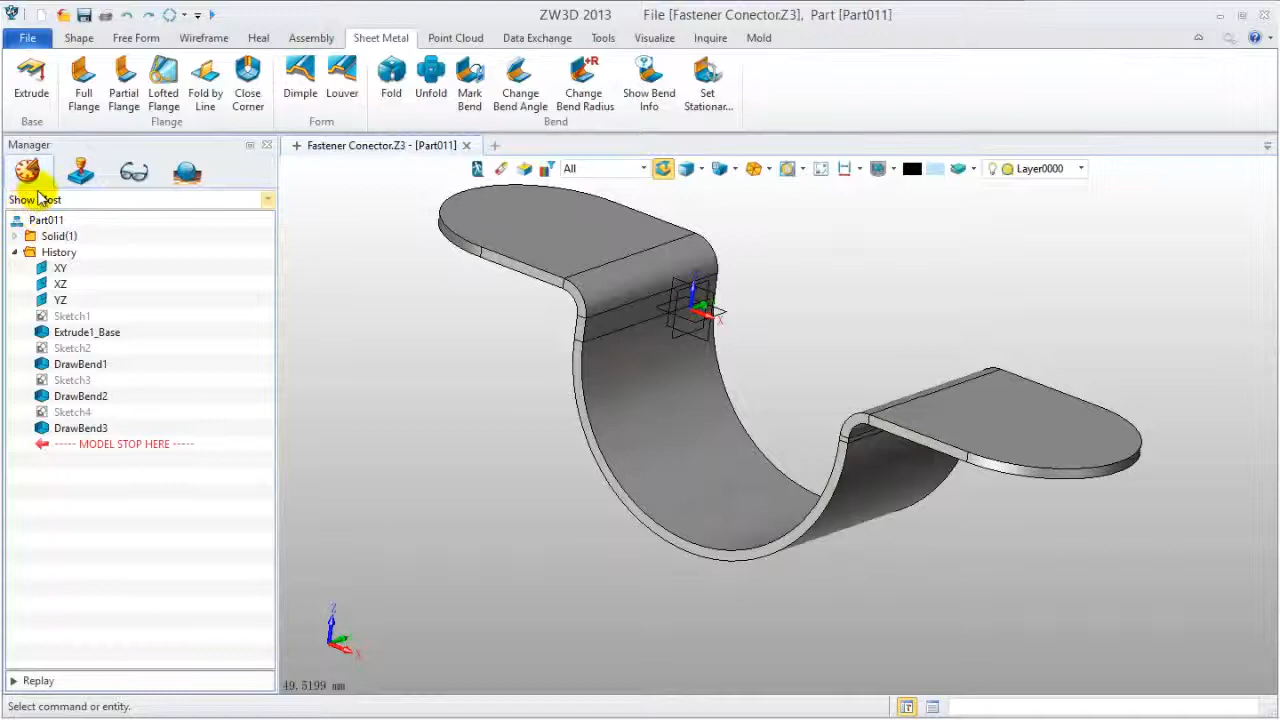 ZW3D 2013 File [Fastener Conector.Z3], Part [Part011]
File Shape Free Form Wireframe Heal Assembly Sheet Metal Point Cloud Data Exchange Tools Visualize Inquire Mold
Extrude
Full Flange
Partial Flange
Lofted Flange
Fold by Line
Close Corner
Dimple
Louver
Fold
Unfold
Mark Bend
Change Bend Angle
Change Bend Radius
Show Bend Info
Set Stationar...
Base Flange Form Bend
Manager
Fastener Conector.Z3 - [Part011]
All
Layer0000
Part011
Solid(1)
History
XY
XZ
YZ
Sketch1
Extrude1_Base
Sketch2
DrawBend1
Sketch3
DrawBend2
Sketch4
DrawBend3
----- MODEL STOP HERE -----
X
Z
X
Replay
49.5199 mm
Select command or entity.